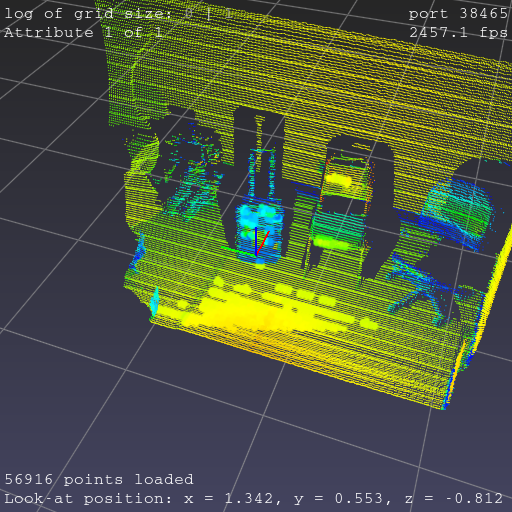 log of grid size: 0 |
port 38465
Attribute 1 of 1
2457.1 fps
56916 points loaded
Look-at position: x = 1.342, y = 0.553, z = -0.812